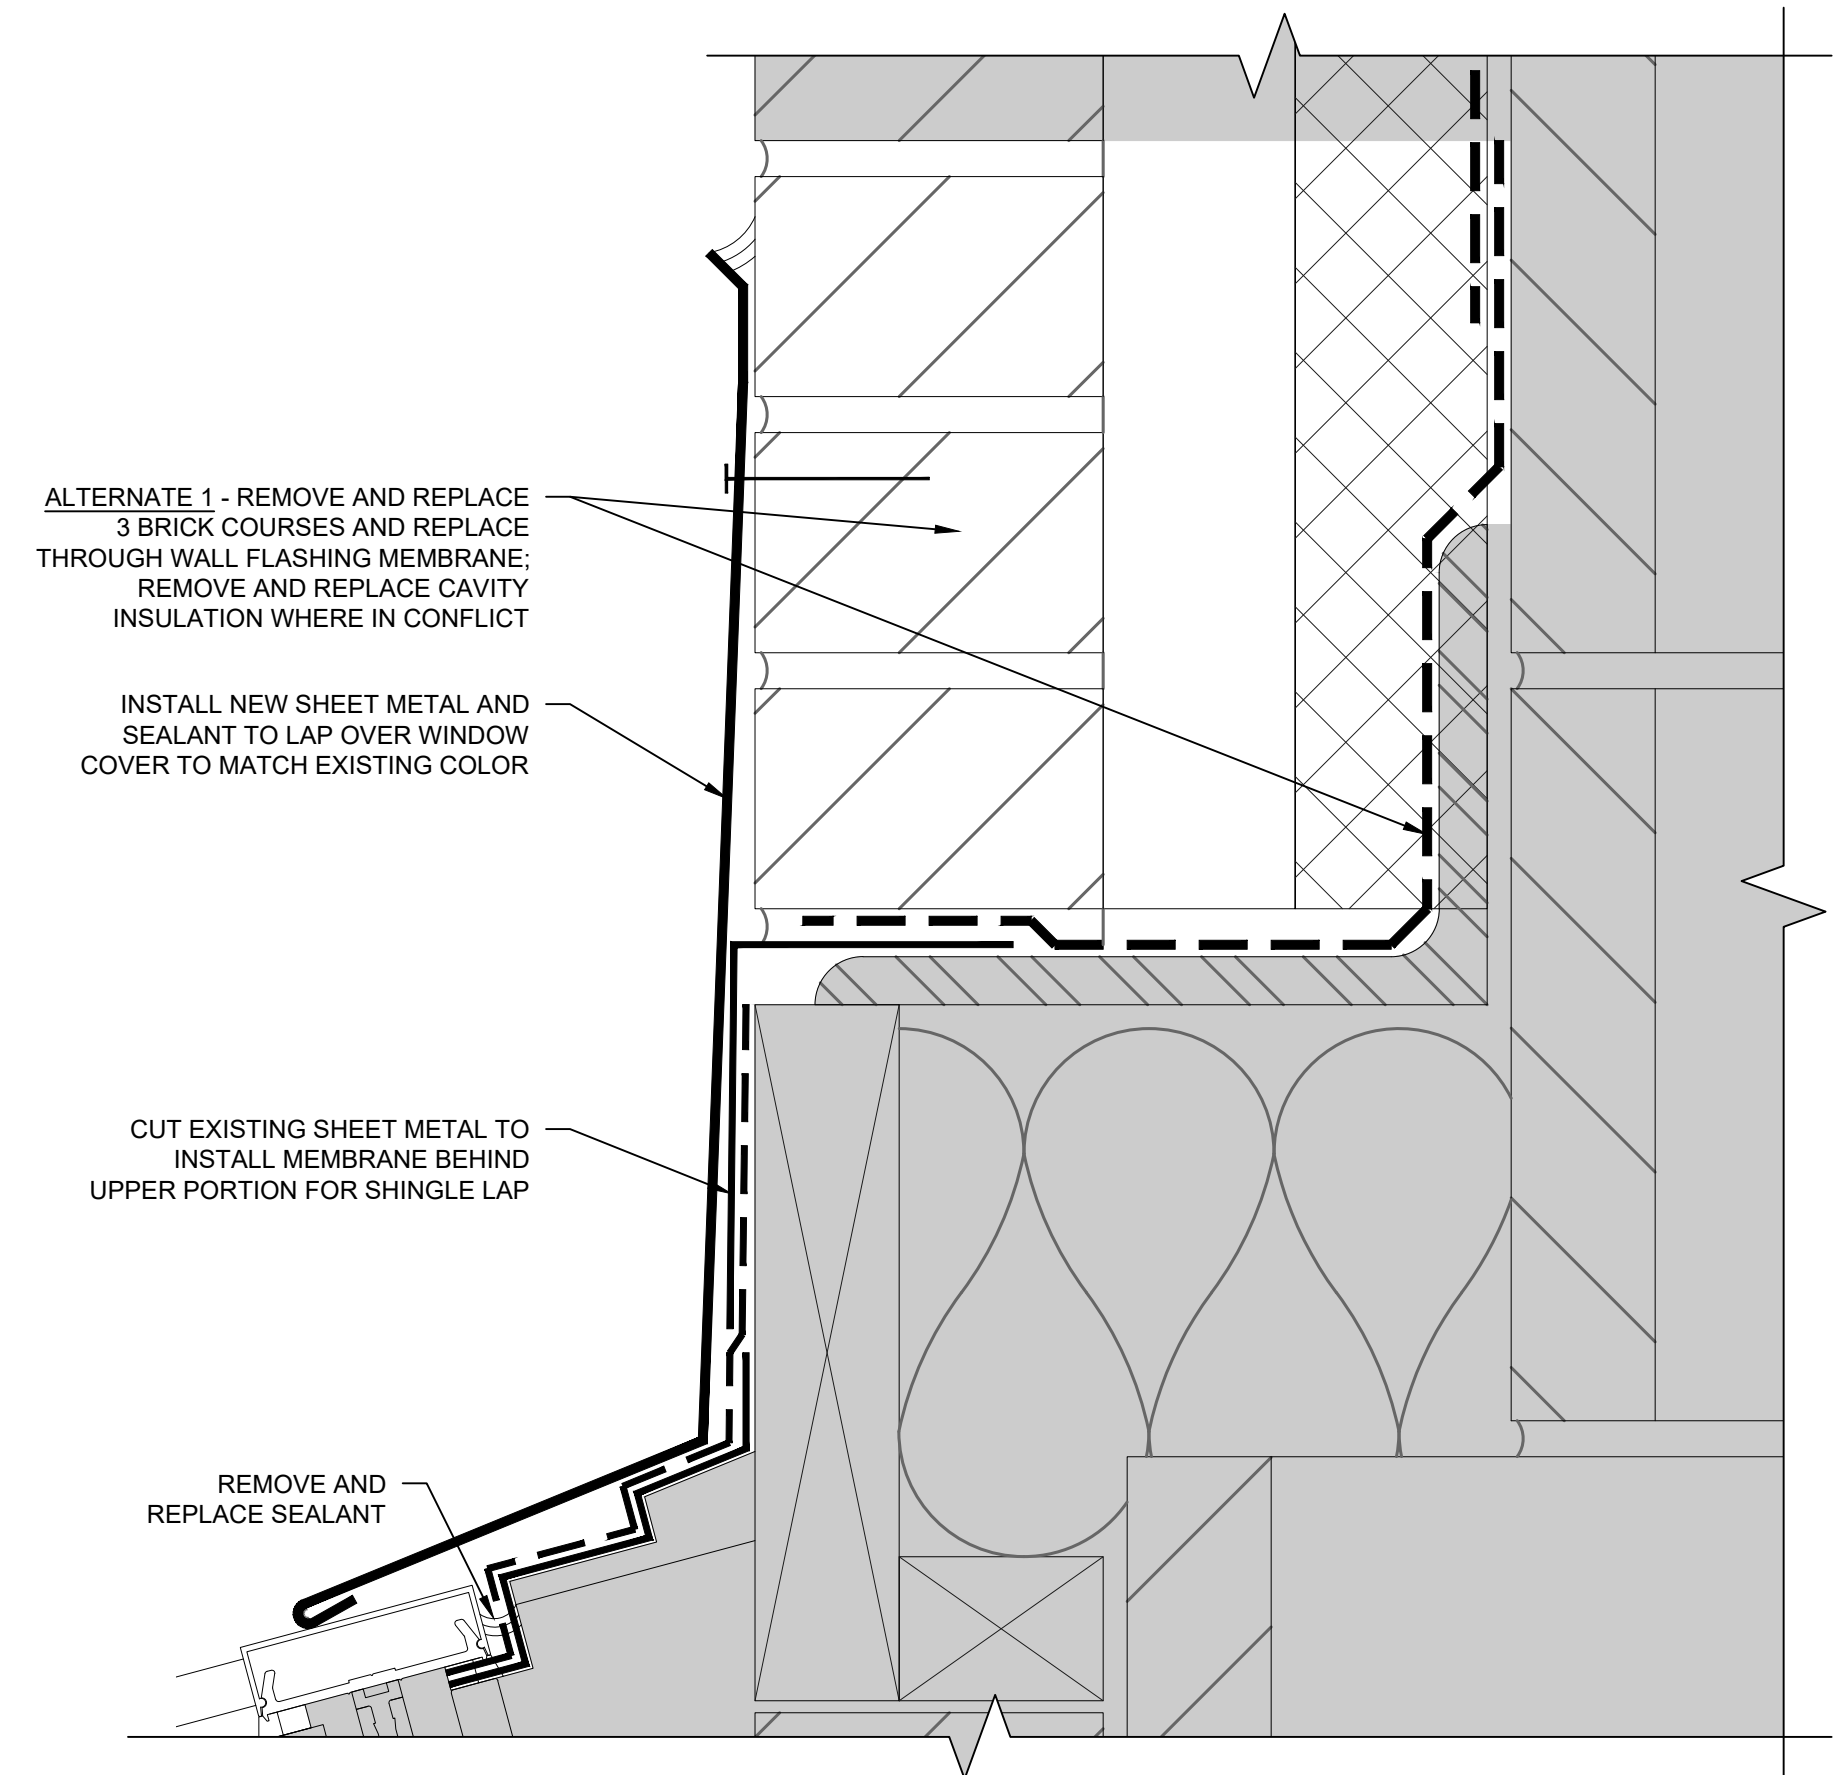 ALTERNATE 1 - REMOVE AND REPLACE
3 BRICK COURSES AND REPLACE
THROUGH WALL FLASHING MEMBRANE;
REMOVE AND REPLACE CAVITY
INSULATION WHERE IN CONFLICT
INSTALL NEW SHEET METAL AND
SEALANT TO LAP OVER WINDOW
COVER TO MATCH EXISTING COLOR
CUT EXISTING SHEET METAL TO
INSTALL MEMBRANE BEHIND
UPPER PORTION FOR SHINGLE LAP
REMOVE AND
REPLACE SEALANT